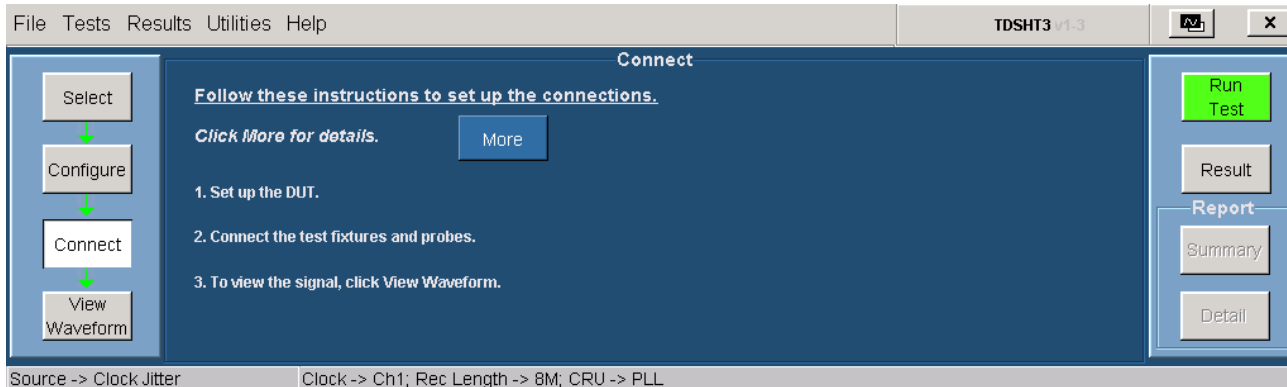 File Tests Results Utilities Help
TDSHT3 v1-3
x
Select
Configure
Connect
View
Waveform
Connect
Follow these instructions to set up the connections.
Click More for details.
More
1. Set up the DUT.
2. Connect the test fixtures and probes.
3. To view the signal, click View Waveform.
Run
Test
Result
Report
Summary
Detail
Source -> Clock Jitter
Clock -> Ch1; Rec Length -> 8M; CRU -> PLL